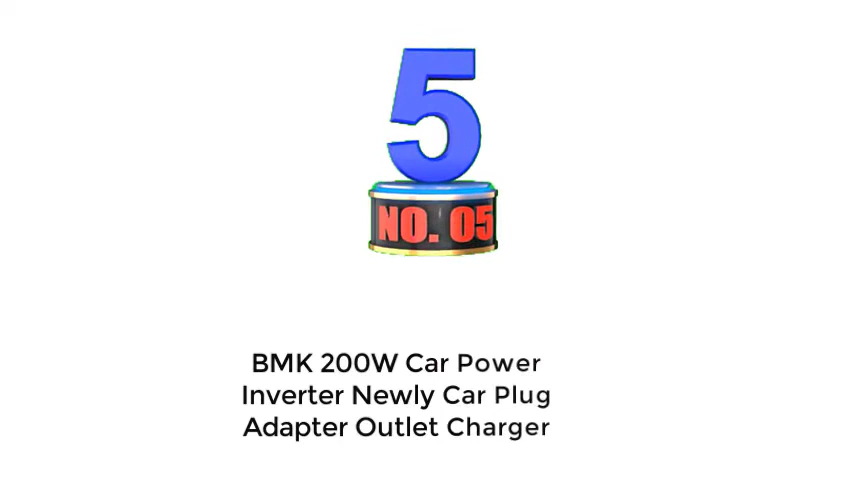 5
NO. 05
BMK 200W Car Power
Inverter Newly Car Plug
Adapter Outlet Charger